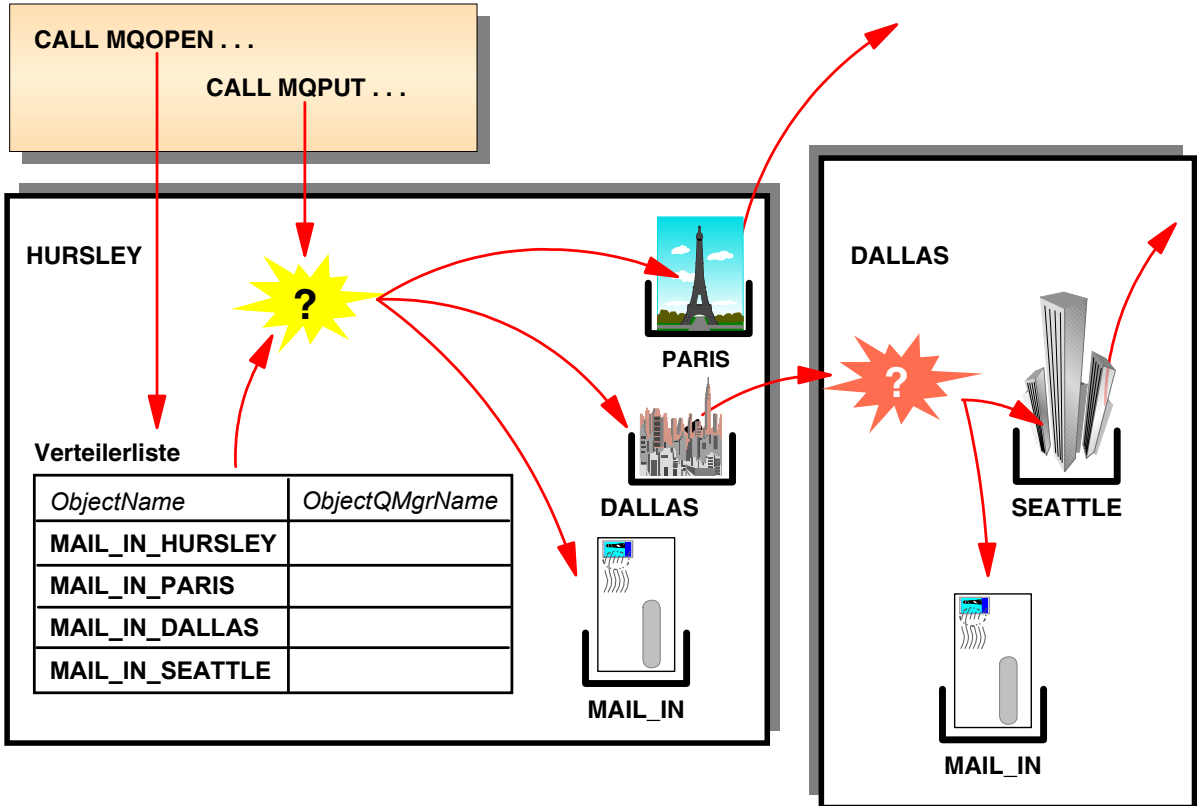 CALL MQOPEN . . .
CALL MQPUT . . .
HURSLEY
?
PARIS
DALLAS
MAIL_IN
Verteilerliste
ObjectName ObjectQMgrName
MAIL_IN_HURSLEY
MAIL_IN_PARIS
MAIL_IN_DALLAS
MAIL_IN_SEATTLE
DALLAS
?
SEATTLE
MAIL_IN